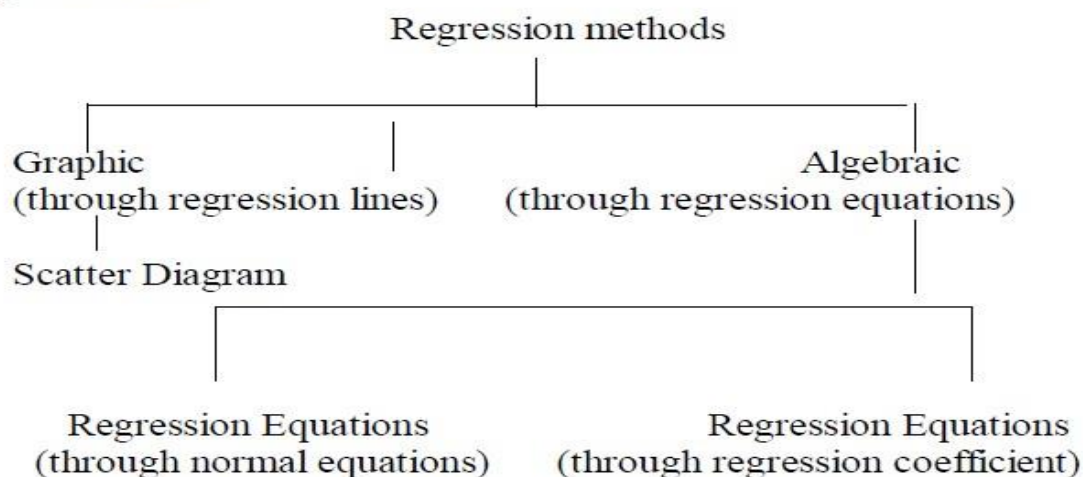 Regression methods
Graphic
(through regression lines)
Algebraic
(through regression equations)
Scatter Diagram
Regression Equations
(through normal equations)
Regression Equations
(through regression coefficient)